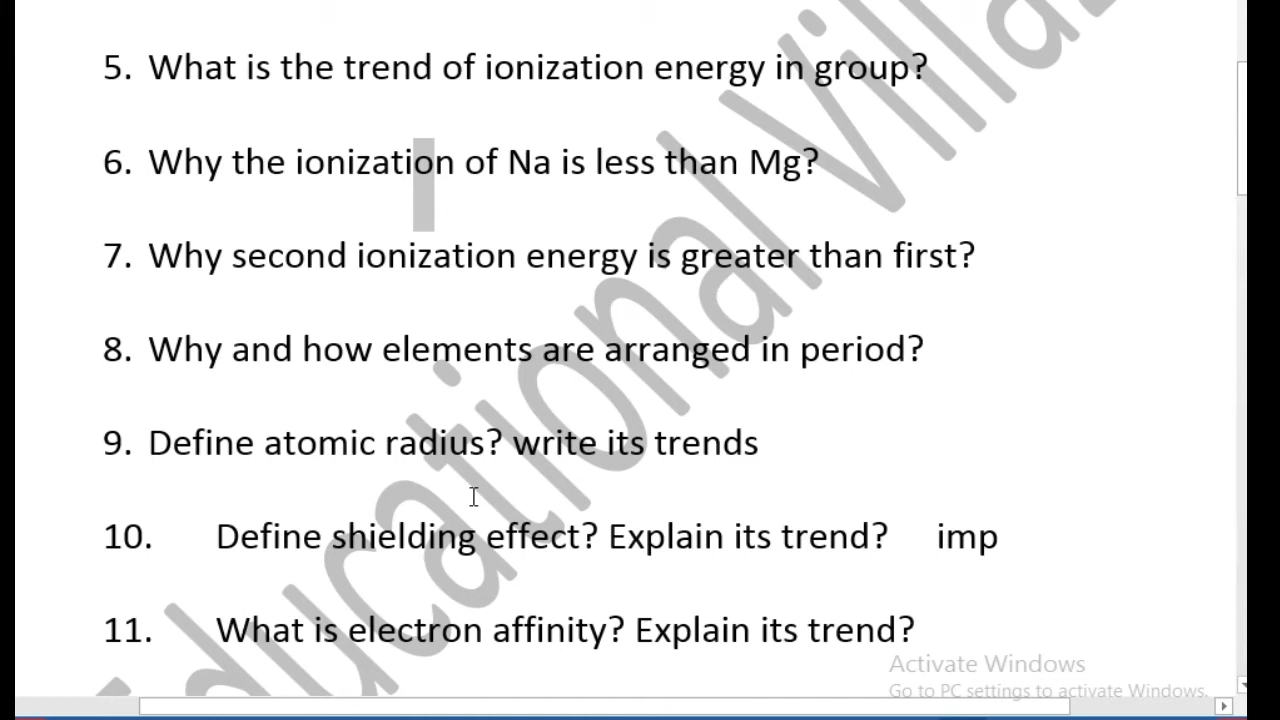 5. What is the trend of ionization energy in group?
6. Why the ionization of Na is less than Mg?
7. Why second ionization energy is greater than first?
8. Why and how elements are arranged in period?
9. Define atomic radius? write its trends
10. Define shielding effect? Explain its trend? imp
11. What is electron affinity? Explain its trend?
Educational Villa
Activate Windows
Go to PC settings to activate Windows.